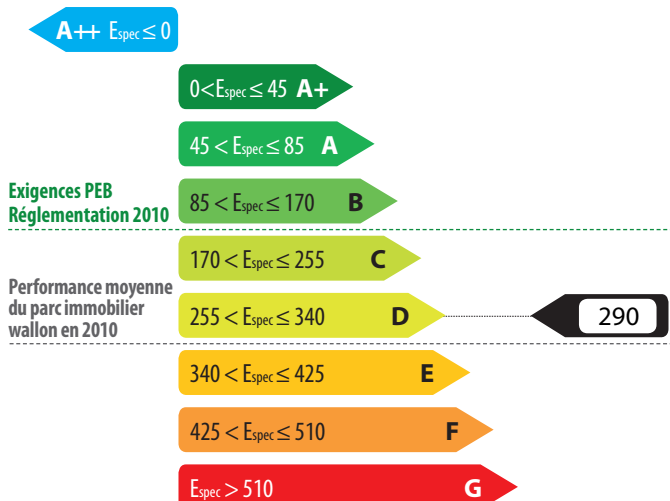 A++ Espec ≤ 0
0<Espec ≤ 45 A+
45 < Espec ≤ 85 A
Exigences PEB
Réglementation 2010
85 < Espec ≤ 170 B
170 < Espec ≤ 255 C
Performance moyenne
du parc immobilier
wallon en 2010
255 < Espec ≤ 340 D
290
340 < Espec ≤ 425 E
425 < Espec ≤ 510 F
Espec > 510 G